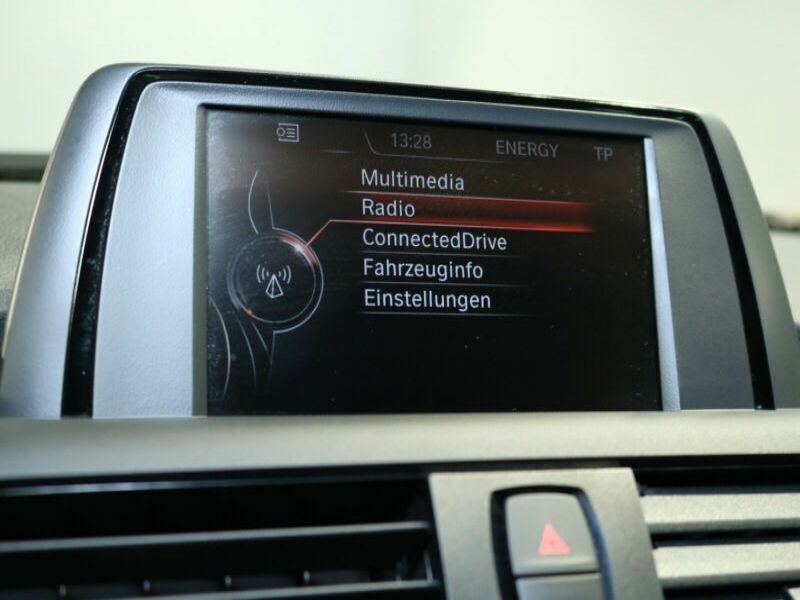 13:28 ENERGY TP
Multimedia
Radio
ConnectedDrive
Fahrzeuginfo
Einstellungen